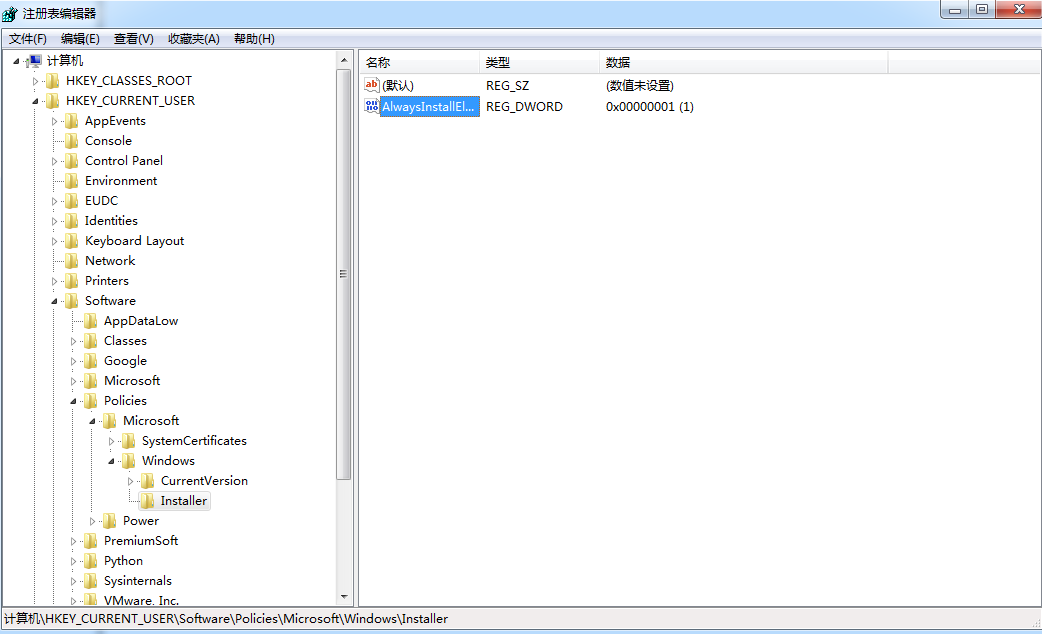 注册表编辑器
文件(F) 编辑(E) 查看(V) 收藏夹(A) 帮助(H)
计算机
HKEY_CLASSES_ROOT
HKEY_CURRENT_USER
AppEvents
Console
Control Panel
Environment
EUDC
Identities
Keyboard Layout
Network
Printers
Software
AppDataLow
Classes
Google
Microsoft
Policies
Microsoft
SystemCertificates
Windows
CurrentVersion
Installer
Power
PremiumSoft
Python
Sysinternals
VMware, Inc.
名称 类型 数据
ab (默认) REG_SZ (数值未设置)
AlwaysInstallEl... REG_DWORD 0x00000001 (1)
计算机\HKEY_CURRENT_USER\Software\Policies\Microsoft\Windows\Installer